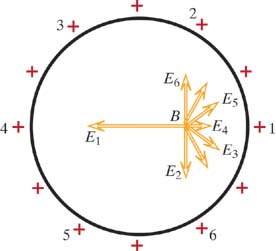 +
+ +
3 2
+ +
E₆
E₅
4 + B E₄ + 1
E₁
E₃
E₂
+ +
5 6
+ +
+